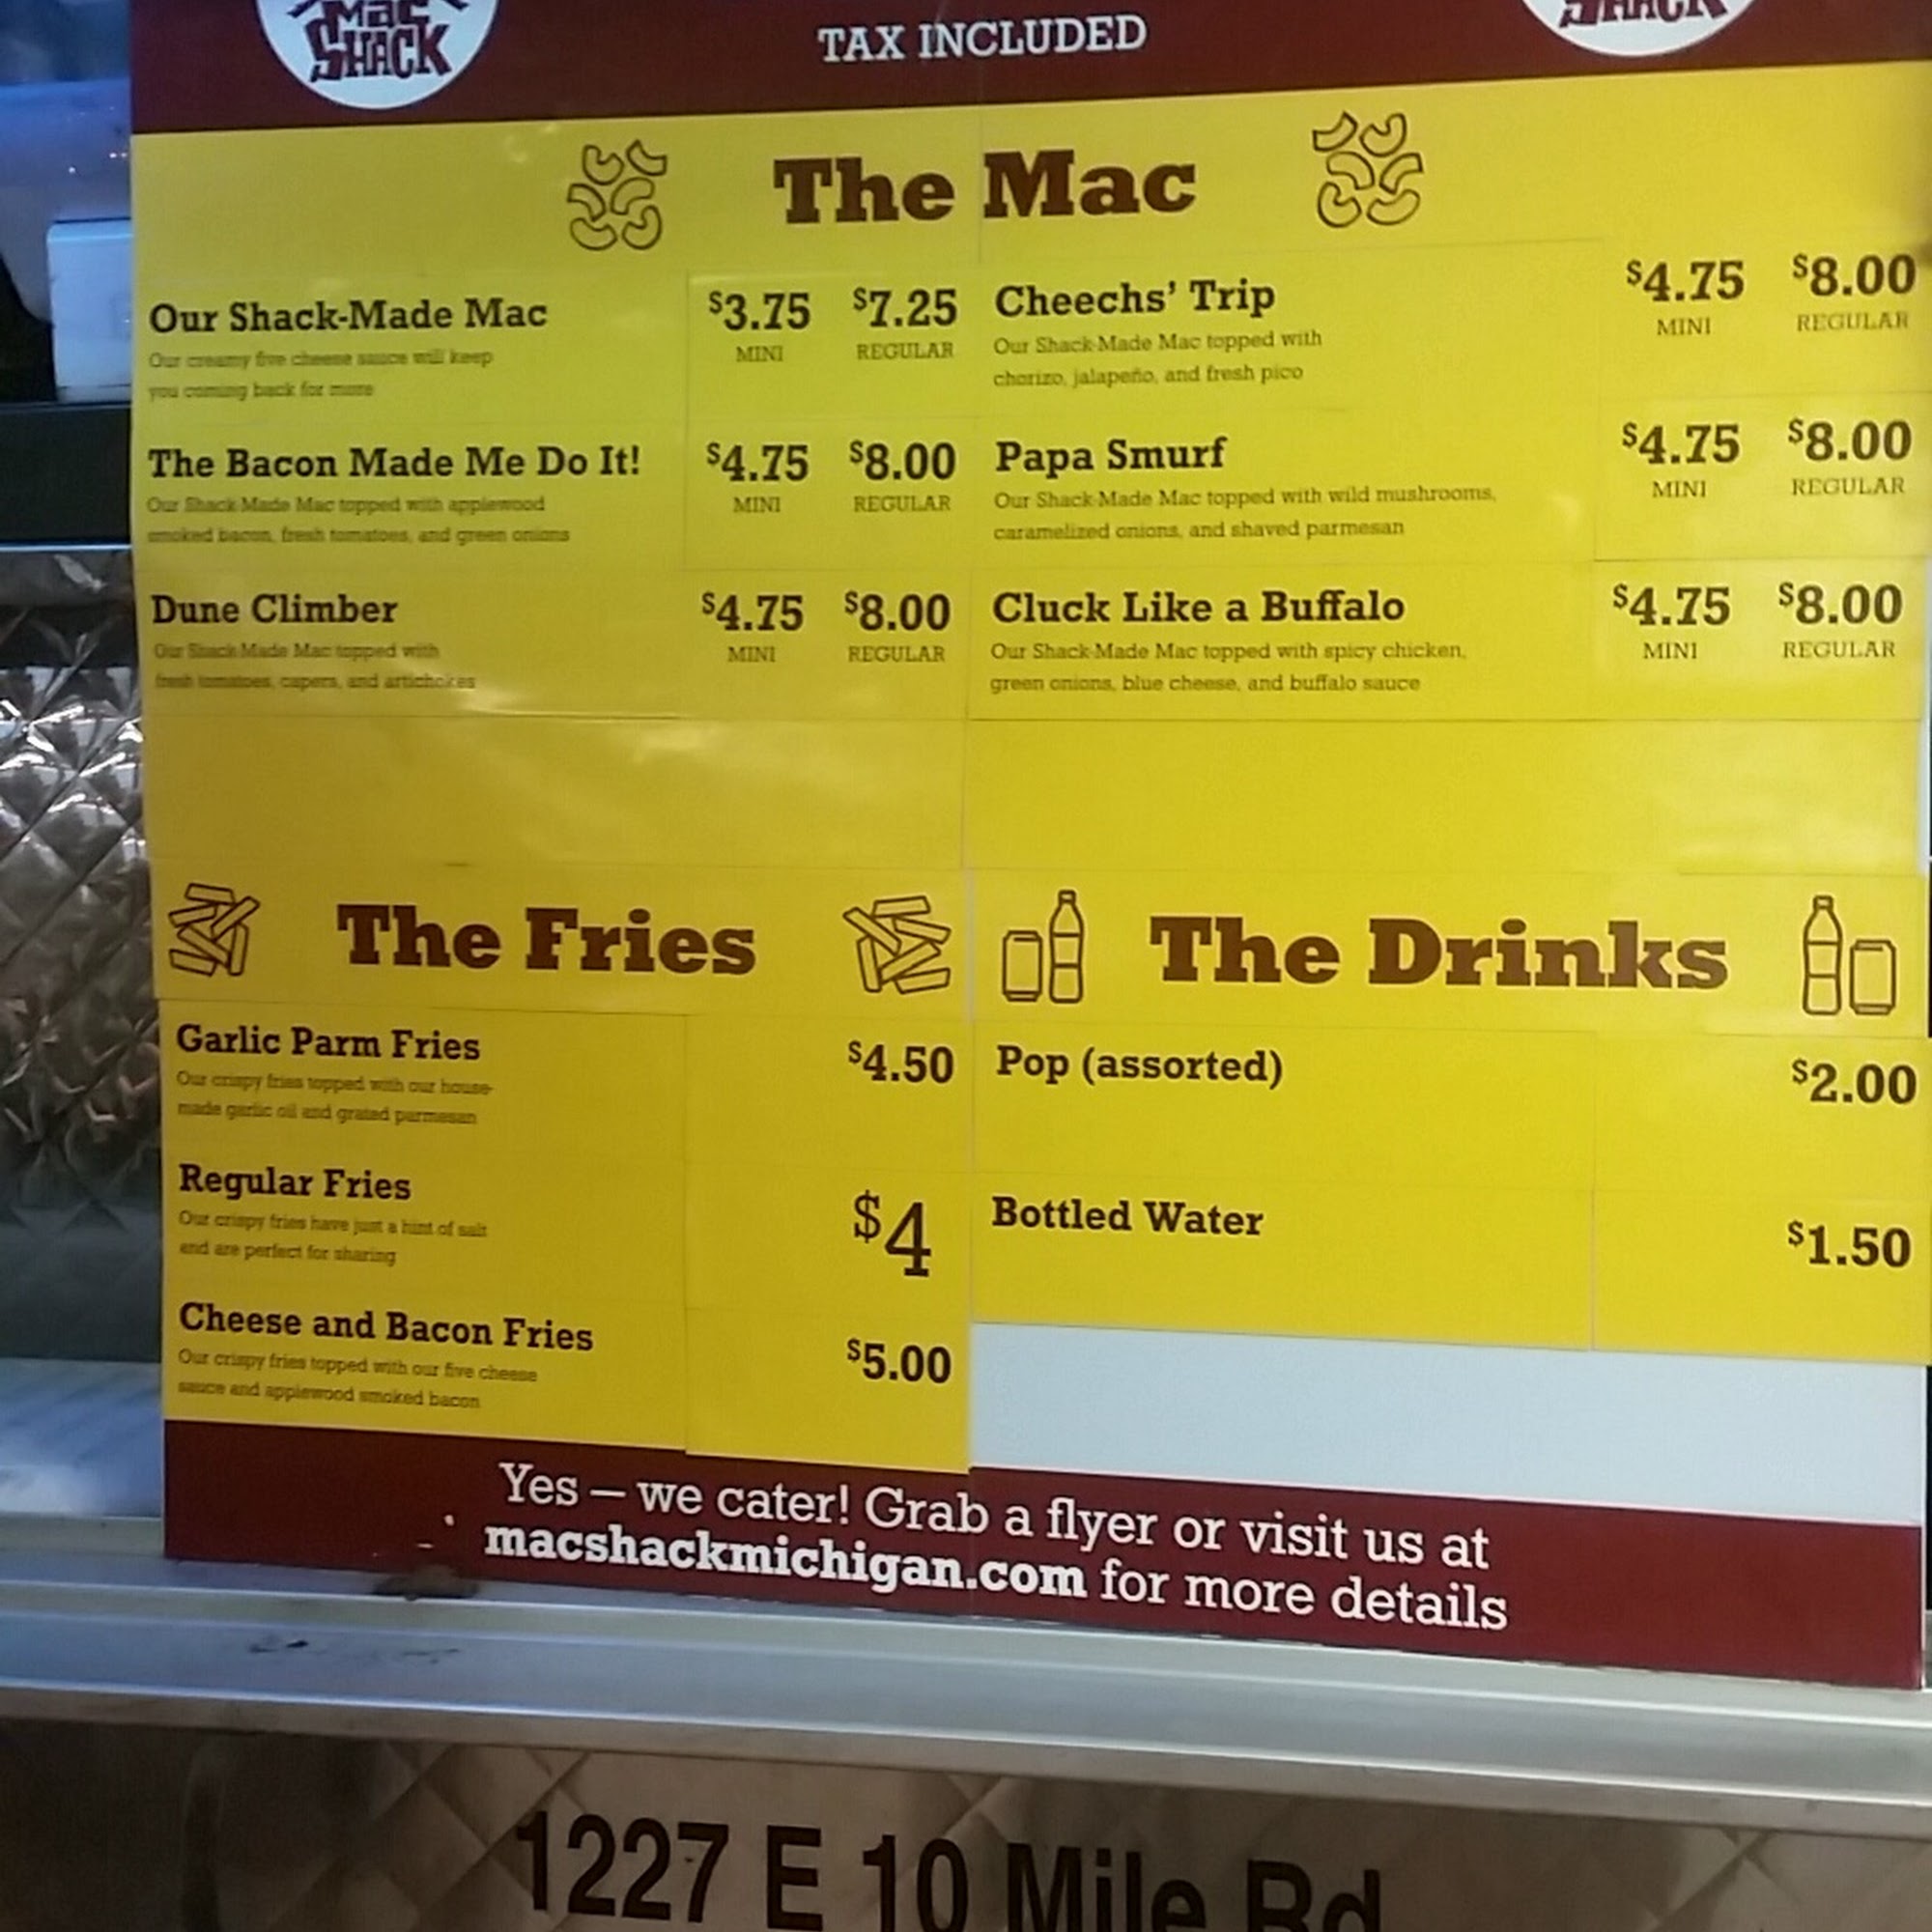 Mac
SHACK
TAX INCLUDED
SHACK
The Mac
Our Shack-Made Mac
$3.75 $7.25
MINI REGULAR
Our creamy five cheese sauce will keep
you coming back for more
The Bacon Made Me Do It!
$4.75 $8.00
MINI REGULAR
Our Shack-Made Mac topped with applewood
smoked bacon, fresh tomatoes, and green onions
Dune Climber
$4.75 $8.00
MINI REGULAR
Our Shack-Made Mac topped with
fresh tomatoes, capers, and artichokes
Cheechs' Trip
$4.75 $8.00
MINI REGULAR
Our Shack-Made Mac topped with
chorizo, jalapeño, and fresh pico
Papa Smurf
$4.75 $8.00
MINI REGULAR
Our Shack-Made Mac topped with wild mushrooms,
caramelized onions, and shaved parmesan
Cluck Like a Buffalo
$4.75 $8.00
MINI REGULAR
Our Shack-Made Mac topped with spicy chicken,
green onions, blue cheese, and buffalo sauce
The Fries
Garlic Parm Fries
$4.50
Our crispy fries topped with our house-
made garlic oil and grated parmesan
Regular Fries
$4
Our crispy fries have just a hint of salt
and are perfect for sharing
Cheese and Bacon Fries
$5.00
Our crispy fries topped with our five cheese
sauce and applewood smoked bacon
The Drinks
Pop (assorted)
$2.00
Bottled Water
$1.50
Yes – we cater! Grab a flyer or visit us at
macshackmichigan.com for more details
1227 E 10 Mile Rd